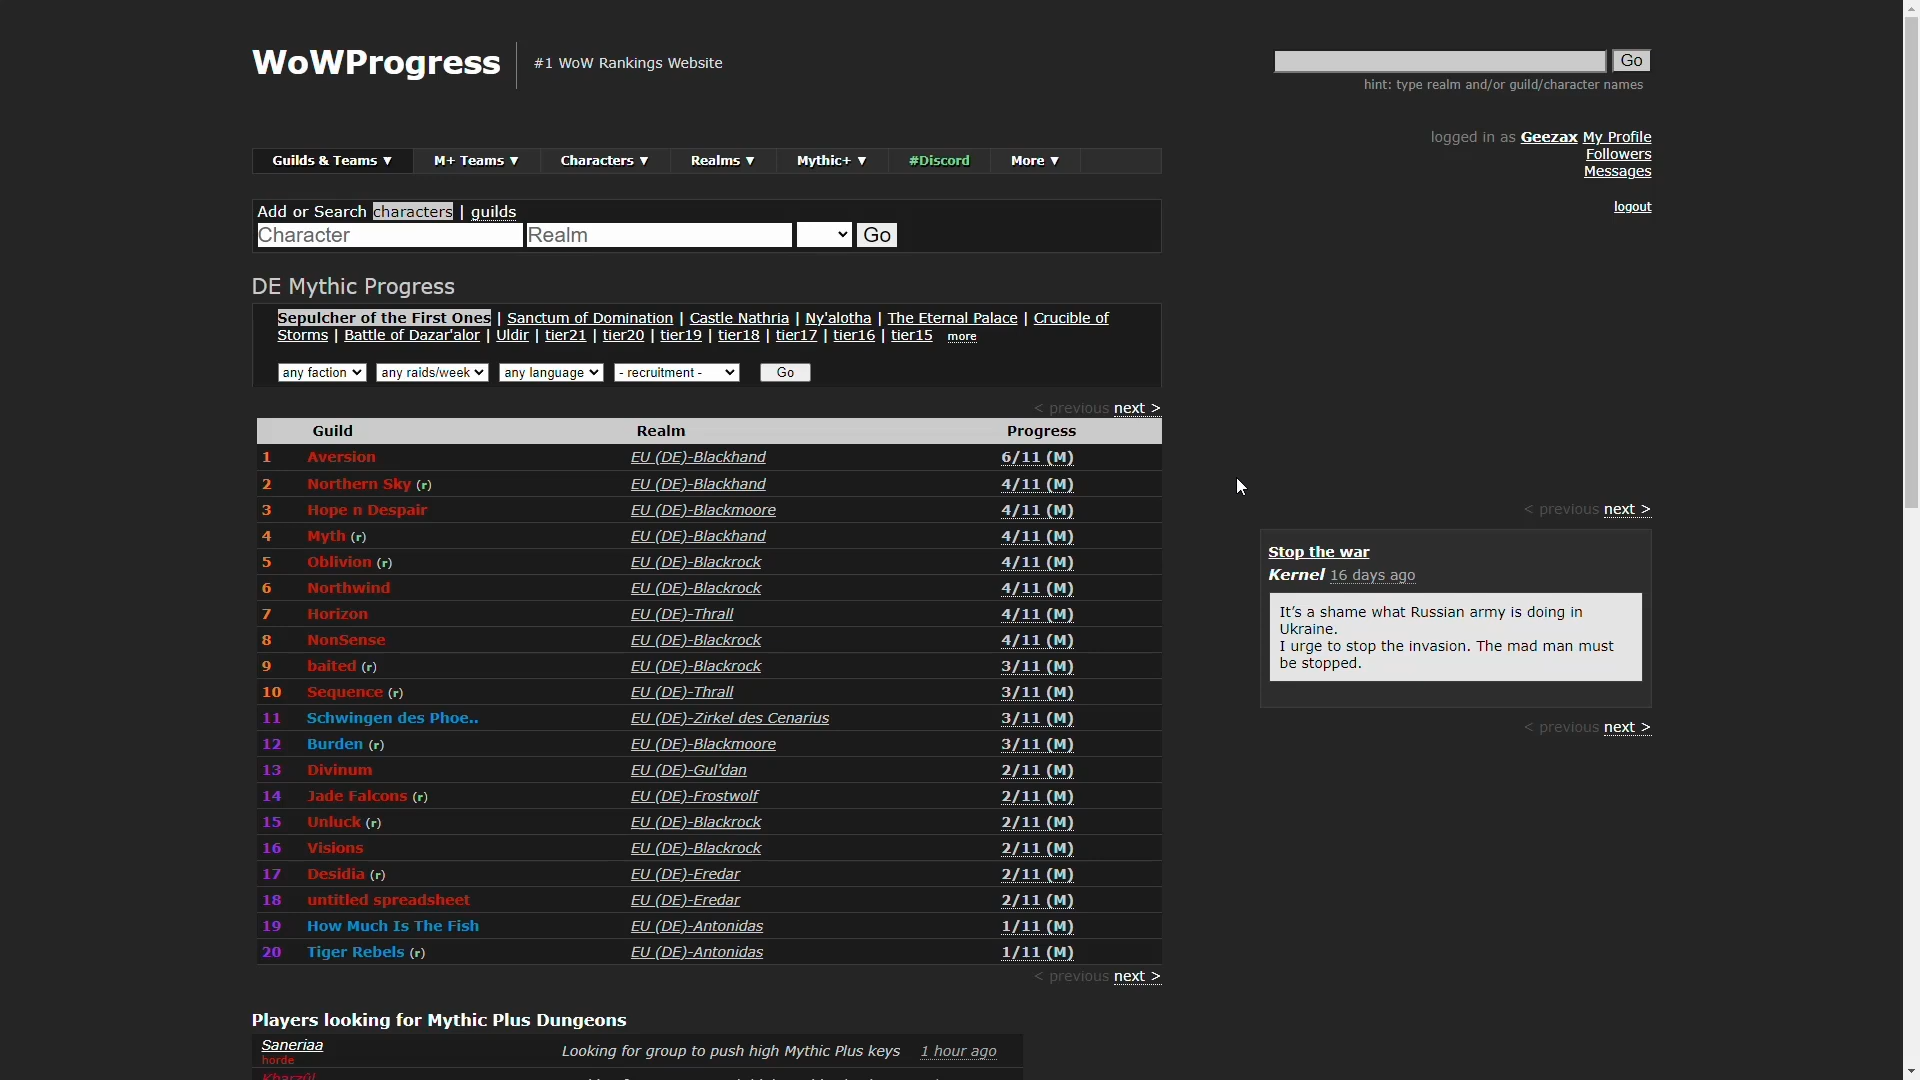 WoWProgress
#1 WoW Rankings Website
Go
hint: type realm and/or guild/character names
logged in as Geezax My Profile
Followers
Messages
logout
Guilds & Teams ▼ M+ Teams ▼ Characters ▼ Realms ▼ Mythic+ ▼ #Discord More ▼
Add or Search characters | guilds
Character Realm Go
DE Mythic Progress
Sepulcher of the First Ones | Sanctum of Domination | Castle Nathria | Ny'alotha | The Eternal Palace | Crucible of
Storms | Battle of Dazar'alor | Uldir | tier21 | tier20 | tier19 | tier18 | tier17 | tier16 | tier15 more
any faction any raids/week any language - recruitment - Go
< previous next >
Guild Realm Progress
1 Aversion EU (DE)-Blackhand 6/11 (M)
2 Northern Sky (r) EU (DE)-Blackhand 4/11 (M)
3 Hope n Despair EU (DE)-Blackmoore 4/11 (M)
4 Myth (r) EU (DE)-Blackhand 4/11 (M)
5 Oblivion (r) EU (DE)-Blackrock 4/11 (M)
6 Northwind EU (DE)-Blackrock 4/11 (M)
7 Horizon EU (DE)-Thrall 4/11 (M)
8 NonSense EU (DE)-Blackrock 4/11 (M)
9 baited (r) EU (DE)-Blackrock 3/11 (M)
10 Sequence (r) EU (DE)-Thrall 3/11 (M)
11 Schwingen des Phoe.. EU (DE)-Zirkel des Cenarius 3/11 (M)
12 Burden (r) EU (DE)-Blackmoore 3/11 (M)
13 Divinum EU (DE)-Gul'dan 2/11 (M)
14 Jade Falcons (r) EU (DE)-Frostwolf 2/11 (M)
15 Unluck (r) EU (DE)-Blackrock 2/11 (M)
16 Visions EU (DE)-Blackrock 2/11 (M)
17 Desidia (r) EU (DE)-Eredar 2/11 (M)
18 untitled spreadsheet EU (DE)-Eredar 2/11 (M)
19 How Much Is The Fish EU (DE)-Antonidas 1/11 (M)
20 Tiger Rebels (r) EU (DE)-Antonidas 1/11 (M)
< previous next >
Players looking for Mythic Plus Dungeons
Saneriaa Looking for group to push high Mythic Plus keys 1 hour ago
horde
< previous next >
Stop the war
Kernel 16 days ago
It's a shame what Russian army is doing in
Ukraine.
I urge to stop the invasion. The mad man must
be stopped.
< previous next >